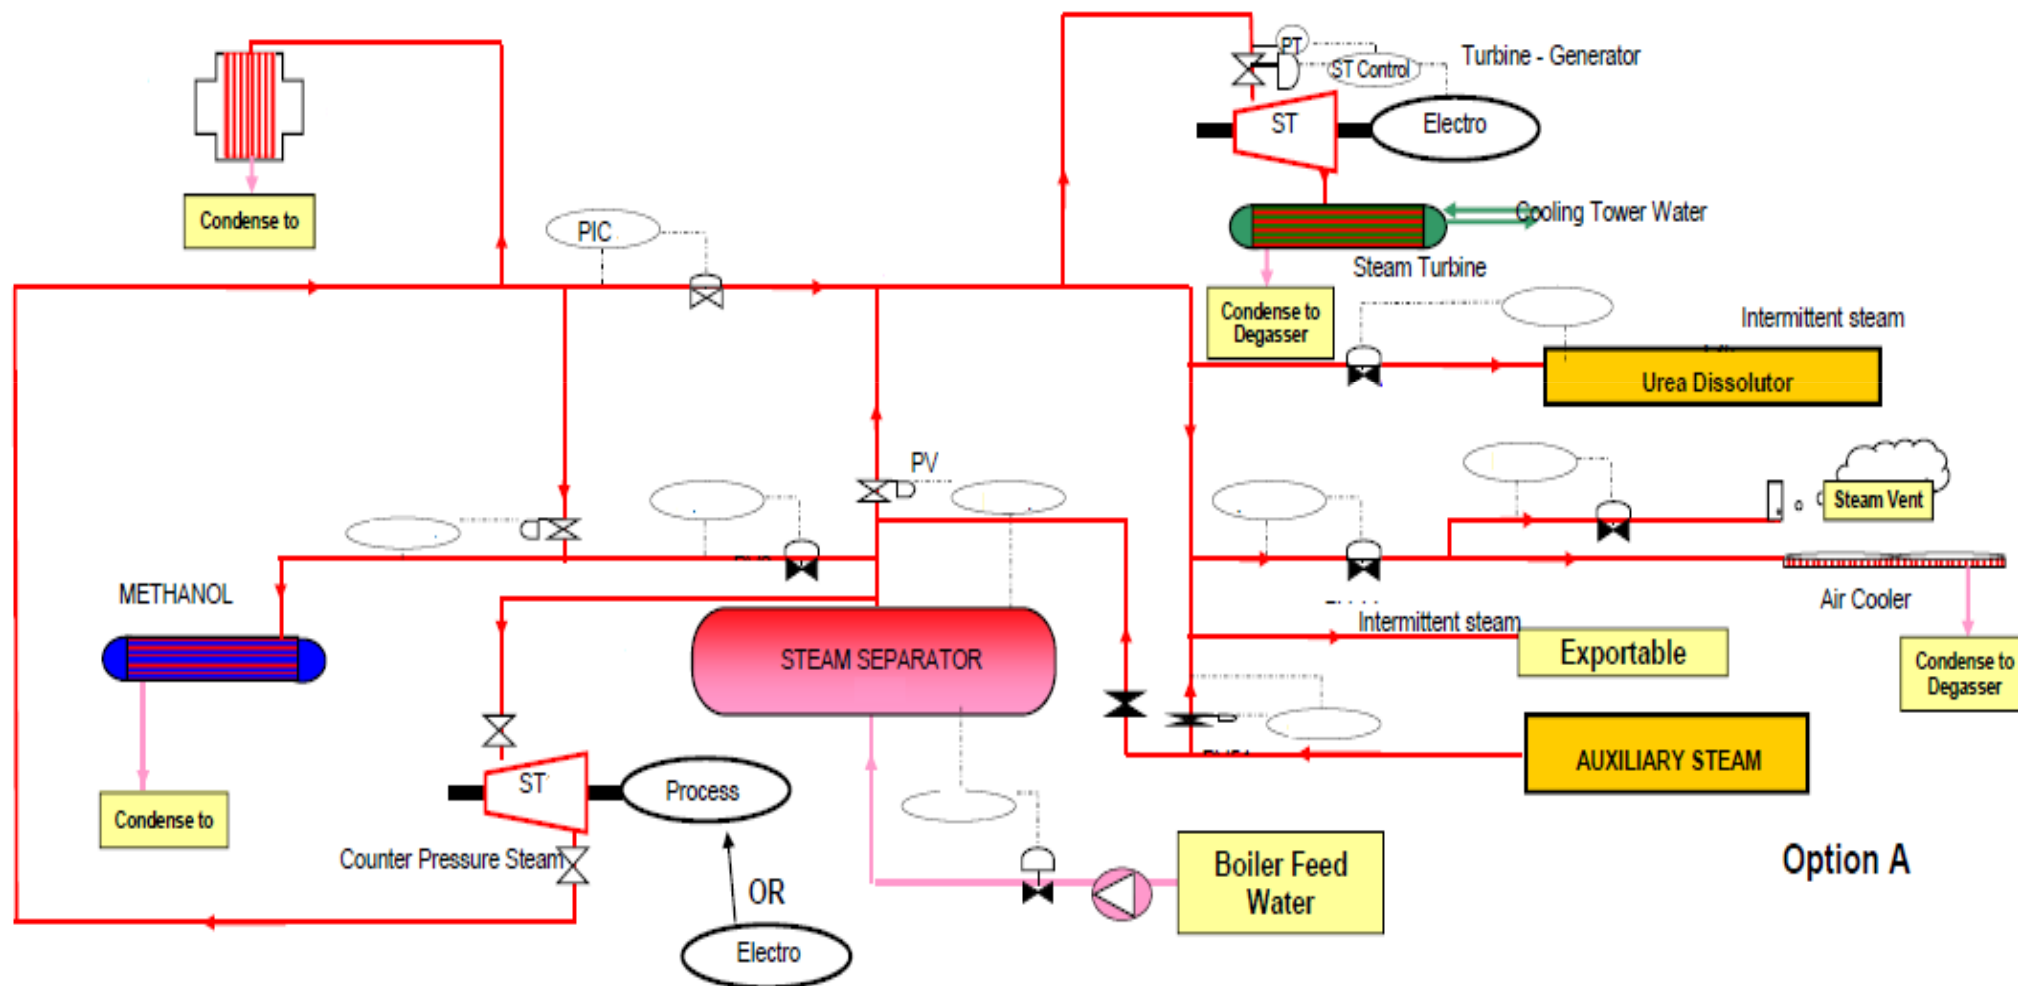 PT
ST Control
Turbine - Generator
ST
Electro
Condense to
PIC
Cooling Tower Water
Steam Turbine
Condense to
Degasser
Intermittent steam
Urea Dissolutor
PV
Steam Vent
METHANOL
Air Cooler
Intermittent steam
Exportable
STEAM SEPARATOR
Condense to
Degasser
AUXILIARY STEAM
ST
Process
Condense to
Counter Pressure Steam
OR
Boiler Feed
Water
Option A
Electro